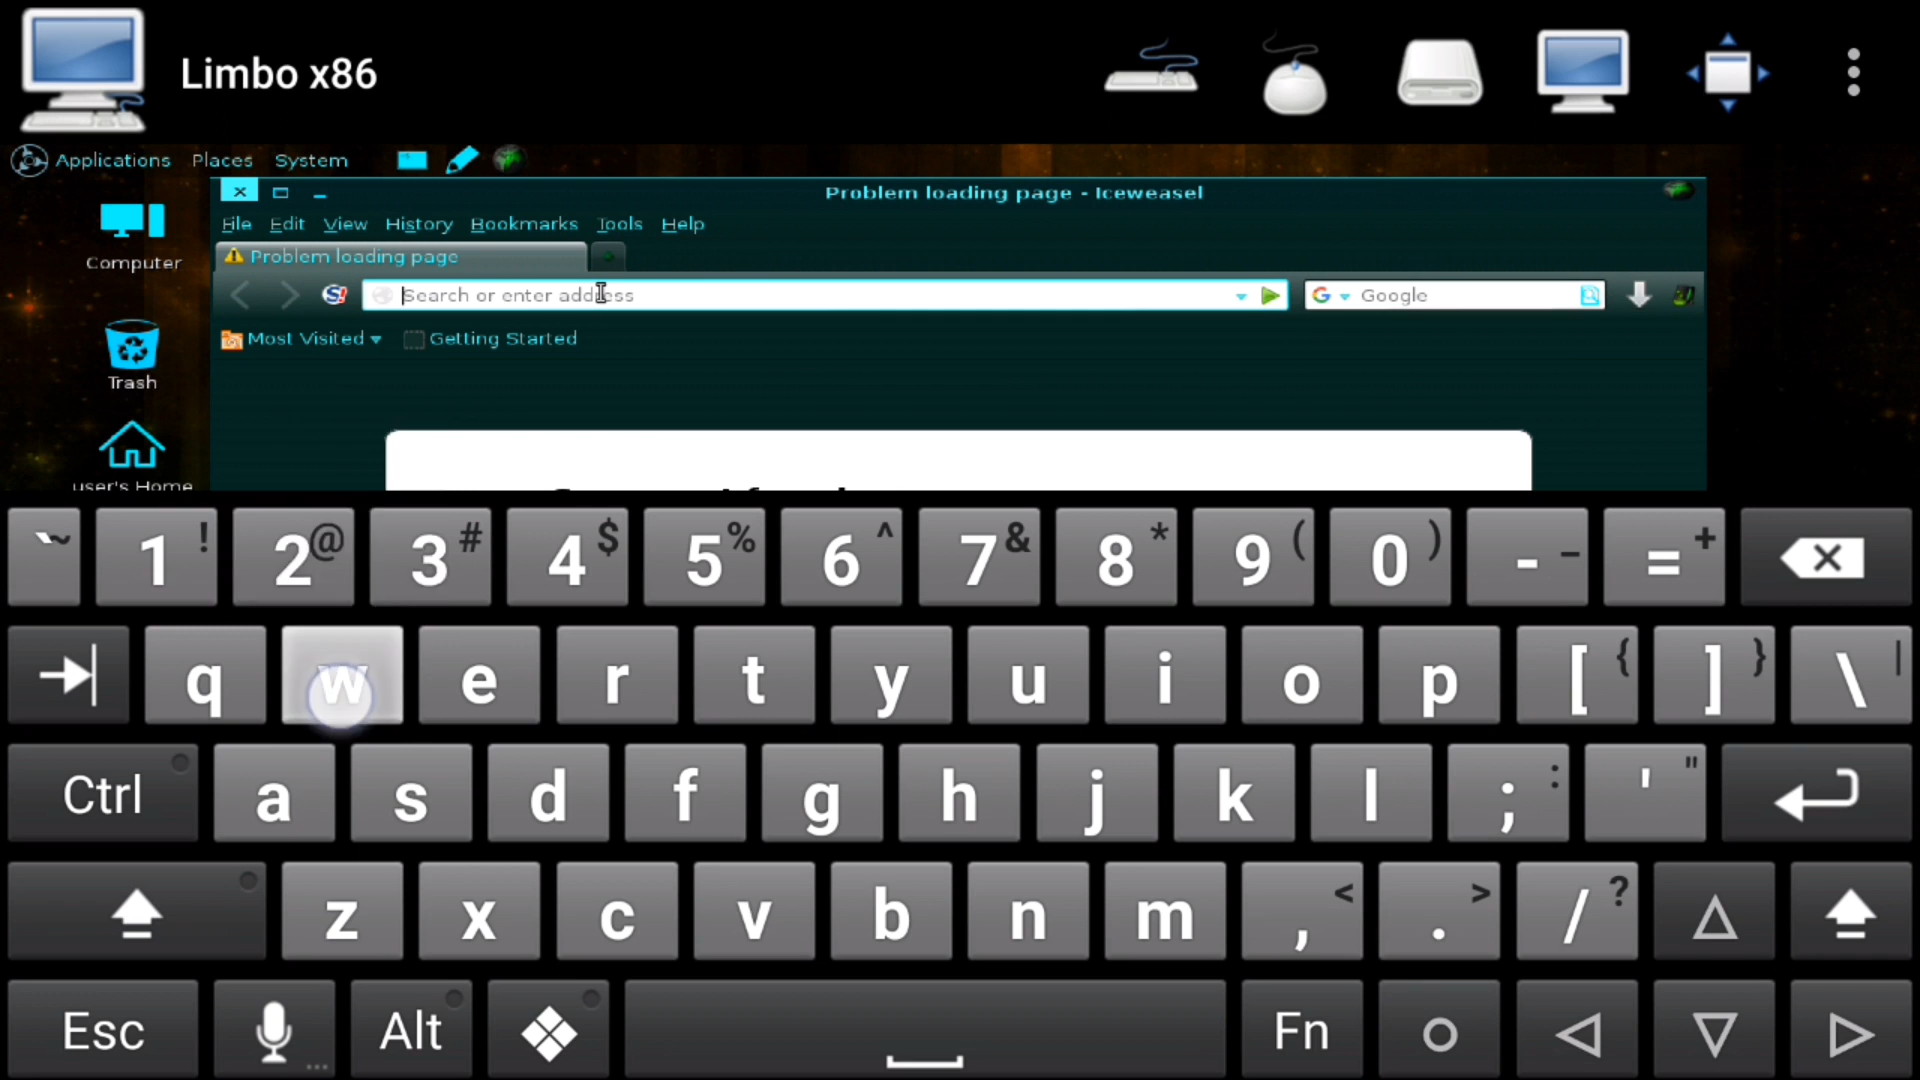 Limbo x86
Applications Places System
Problem loading page - Iceweasel
File Edit View History Bookmarks Tools Help
Problem loading page
Search or enter address
Google
Most Visited Getting Started
Computer
Trash
user's Home
` ~ 1 ! 2 @ 3 # 4 $ 5 % 6 ^ 7 & 8 * 9 ( 0 ) - _ = +
q w e r t y u i o p [ { ] } \ |
Ctrl a s d f g h j k l ; : ' "
z x c v b n m , < . > / ?
Esc ... Alt Fn